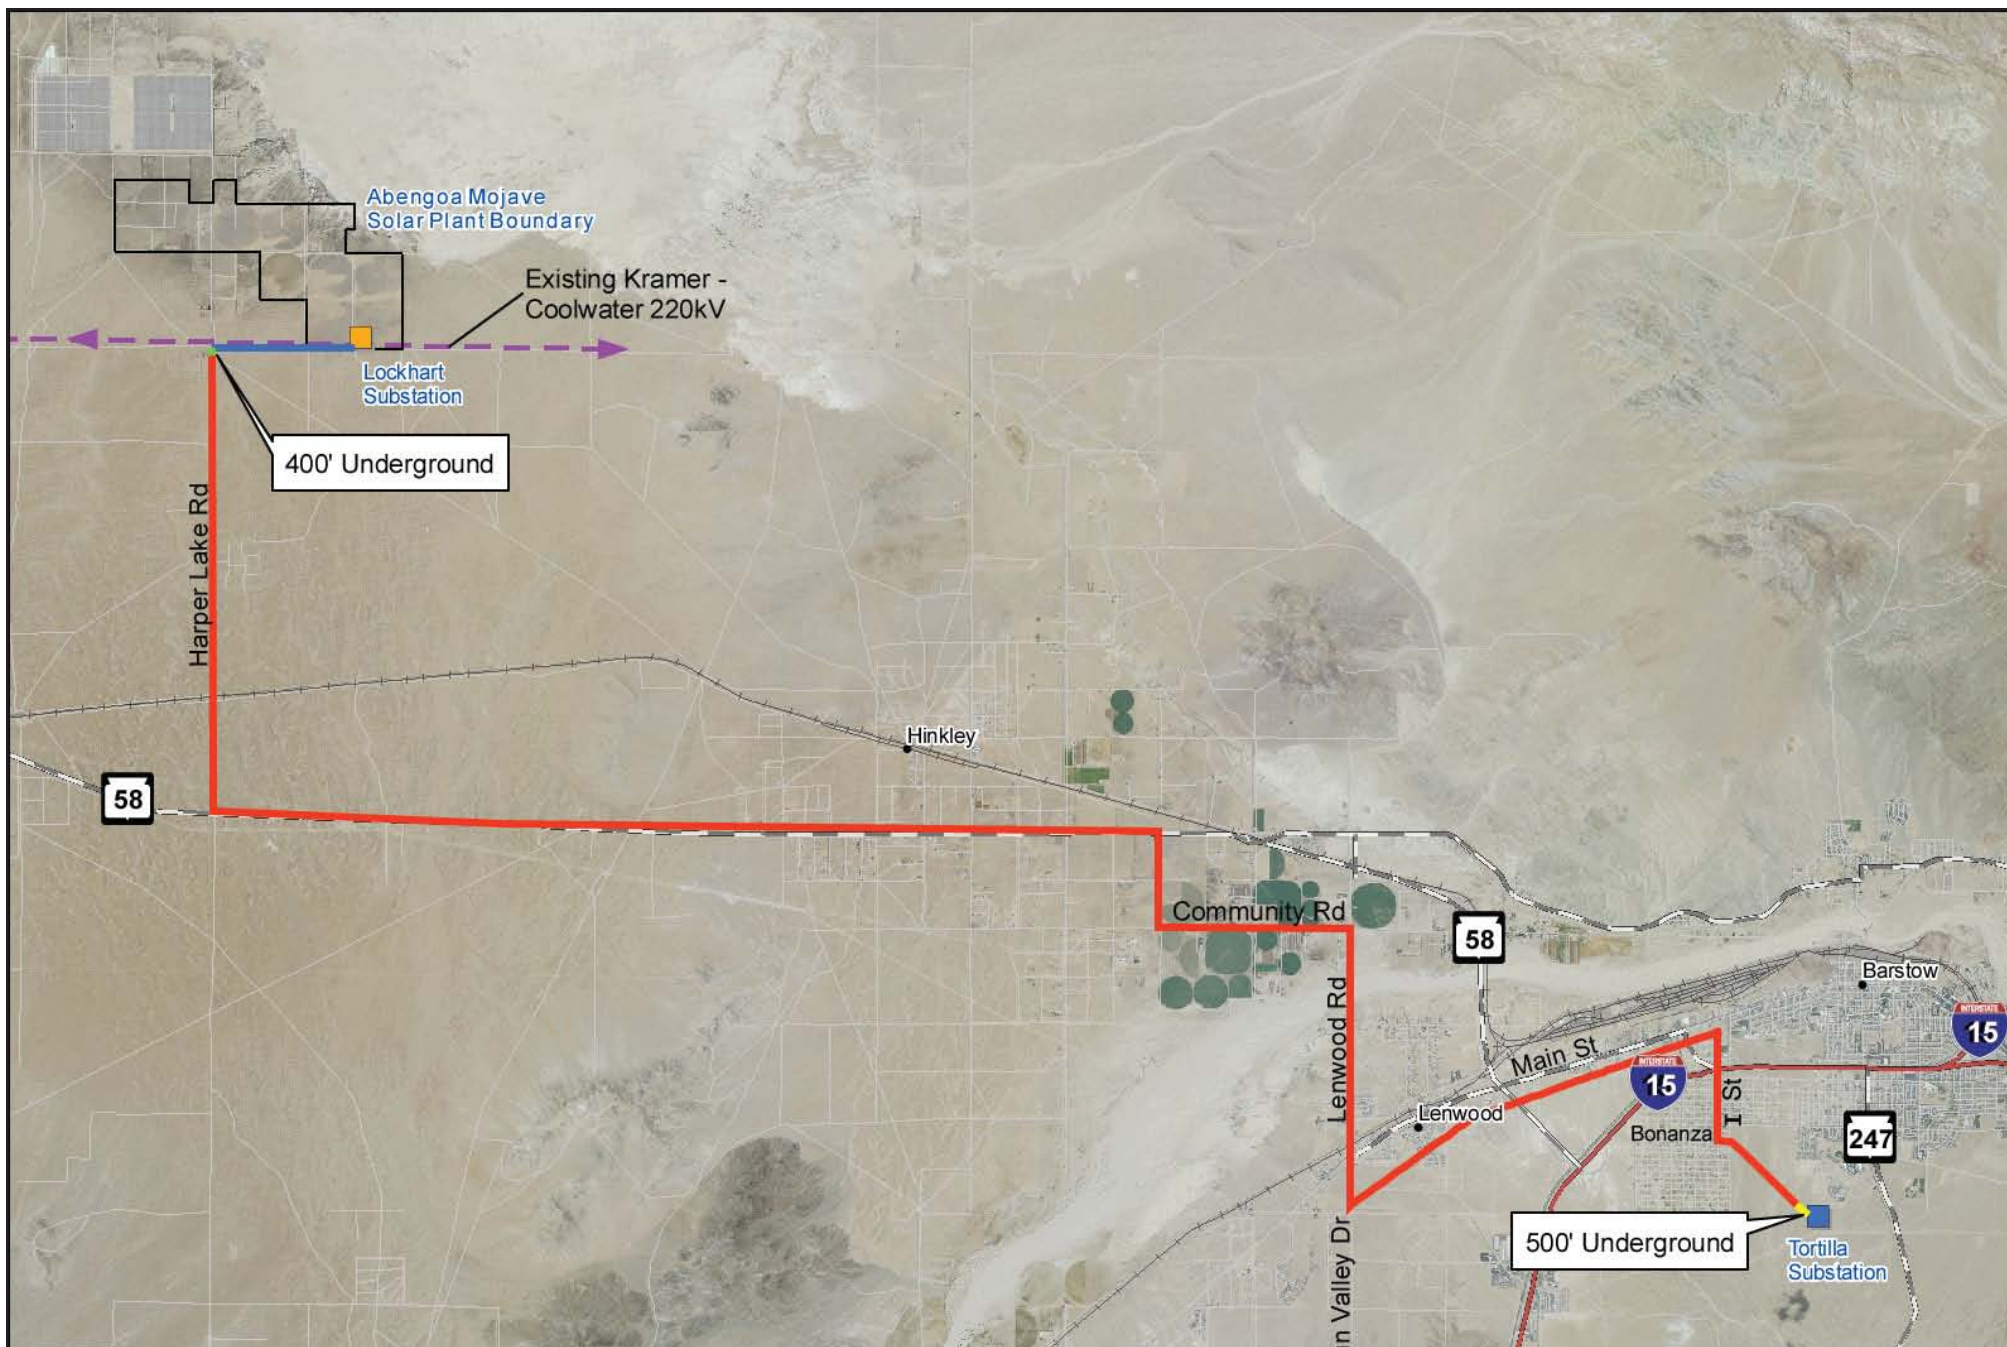 Abengoa Mojave
Solar Plant Boundary
Existing Kramer -
Coolwater 220kV
Lockhart
Substation
400' Underground
Harper Lake Rd
Hinkley
58
Community Rd
58
Barstow
Lenwood Rd
INTERSTATE
15
Main St
INTERSTATE
15
I St
Lenwood
Bonanza
247
n Valley Dr
500' Underground
Tortilla
Substation